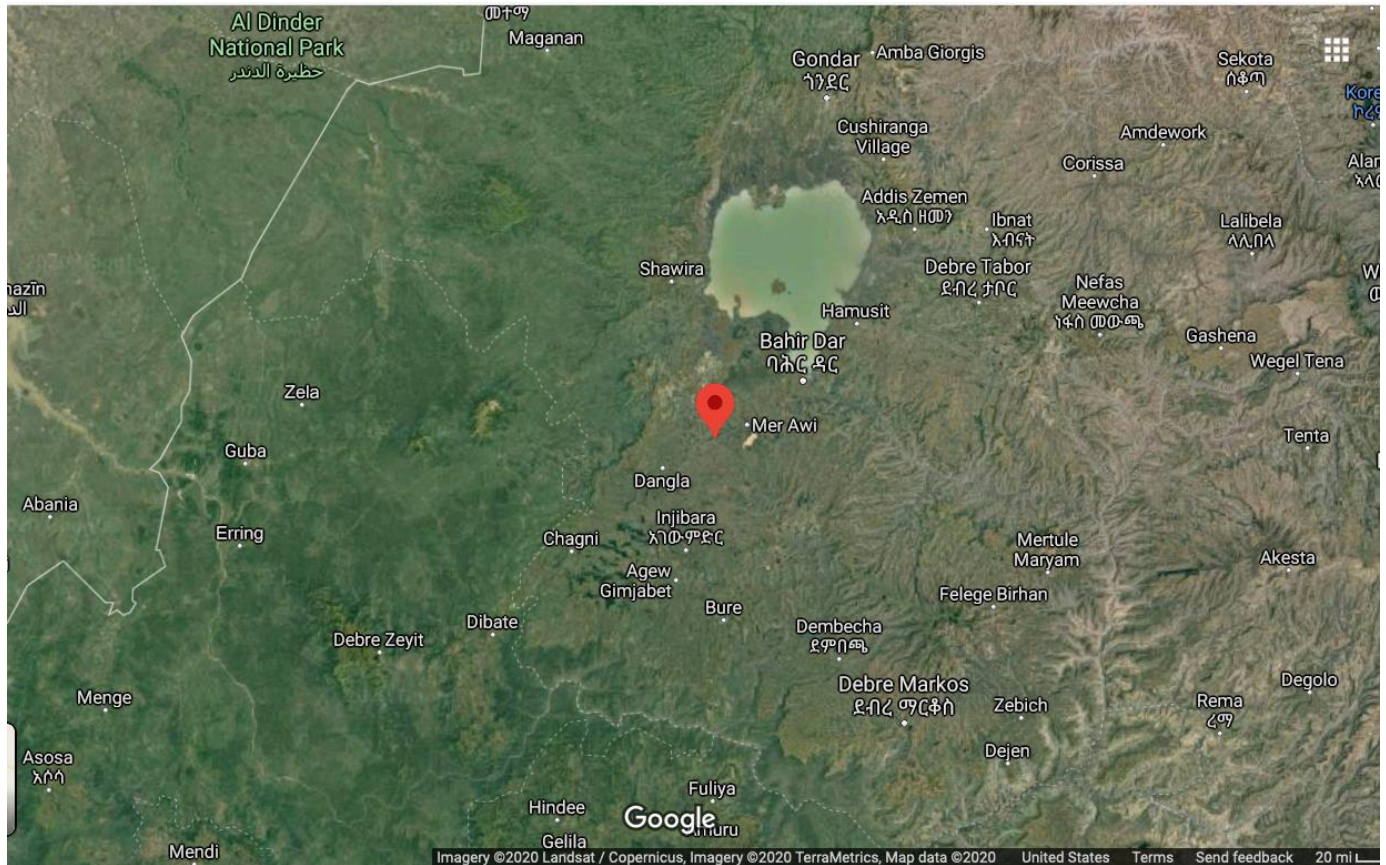 መተማ
Al Dinder
National Park
حظيرة الدندر
Maganan
Gondar
ጎንደር
Amba Giorgis
Sekota
ሰቆጣ
Cushiranga
Village
Amdework
Corissa
Addis Zemen
አዲስ ዘመን
Ibnat
እብናት
Lalibela
ላሊበላ
Shawira
Debre Tabor
ደብረ ታቦር
Nefas
Meewcha
ነፋስ መውጫ
Hamusit
Gashena
Bahir Dar
ባሕር ዳር
Wegel Tena
Zela
Mer Awi
Tenta
Guba
Dangla
Abania
Injibara
አገውምድር
Erring
Chagni
Mertule
Maryam
Akesta
Agew
Gimjabet
Felege Birhan
Bure
Dibate
Debre Zeyit
Dembecha
ደምበጫ
Degolo
Debre Markos
ደብረ ማርቆስ
Menge
Zebich
Rema
ረማ
Dejen
Asosa
አሶሳ
Fuliya
Hindee
Google
Gelila
Mendi
Imagery ©2020 Landsat / Copernicus, Imagery ©2020 TerraMetrics, Map data ©2020 United States Terms Send feedback 20 mi